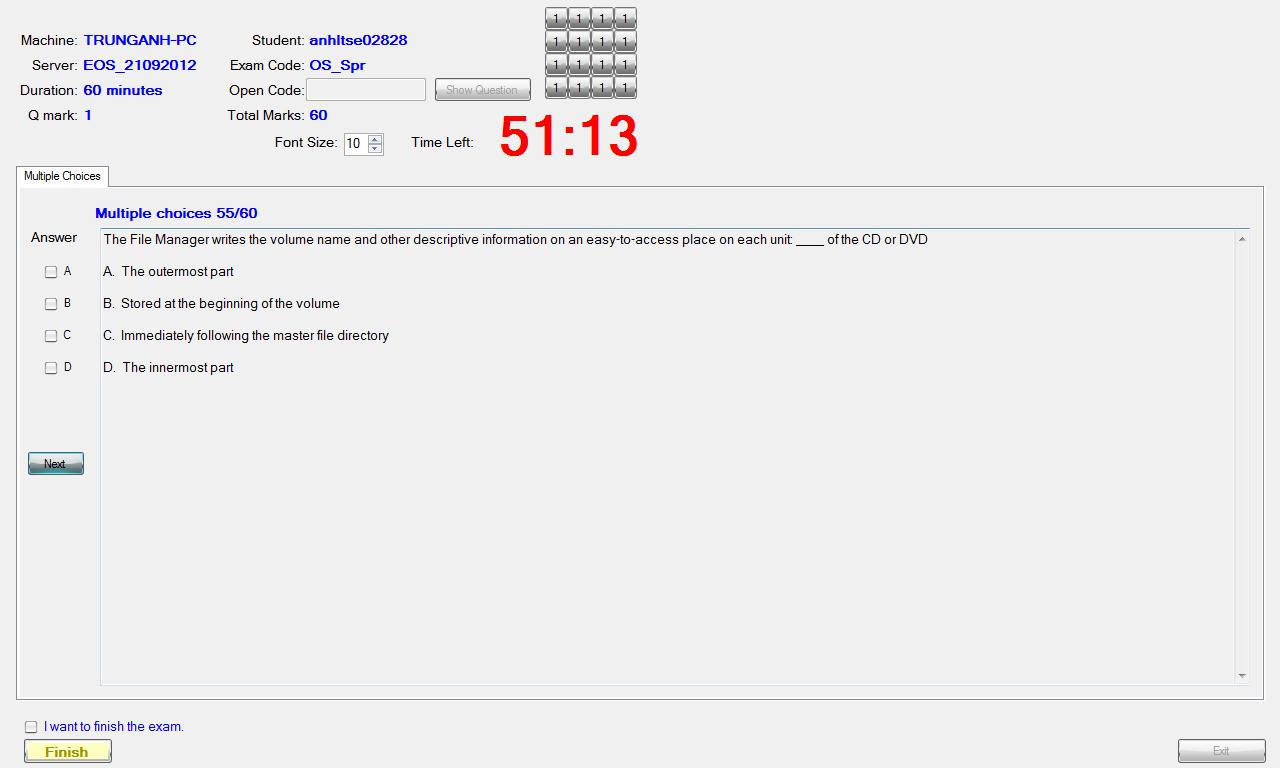 Machine: TRUNGANH-PC Student: anhltse02828
Server: EOS_21092012 Exam Code: OS_Spr
Duration: 60 minutes Open Code: Show Question
Q mark: 1 Total Marks: 60
1 1 1 1
1 1 1 1
1 1 1 1
1 1 1 1
Font Size: 10 Time Left: 51:13
Multiple Choices
Multiple choices 55/60
Answer
The File Manager writes the volume name and other descriptive information on an easy-to-access place on each unit: ____ of the CD or DVD
A A. The outermost part
B B. Stored at the beginning of the volume
C C. Immediately following the master file directory
D D. The innermost part
Next
I want to finish the exam.
Finish
Exit